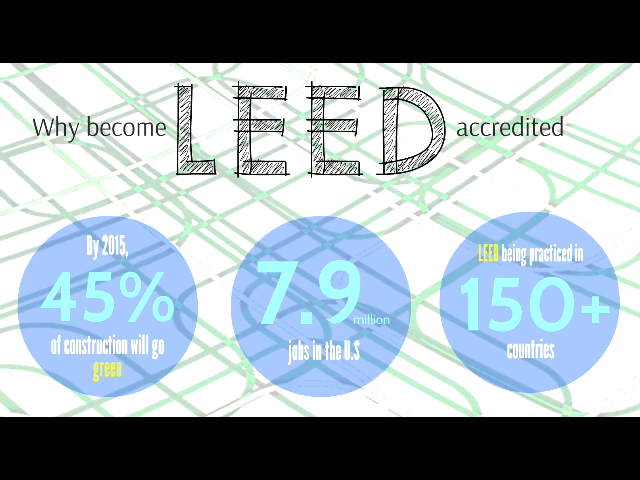 Why become LEED accredited
By 2015,
45%
of construction will go
green
7.9
million
jobs in the U.S
LEED being practiced in
150+
countries